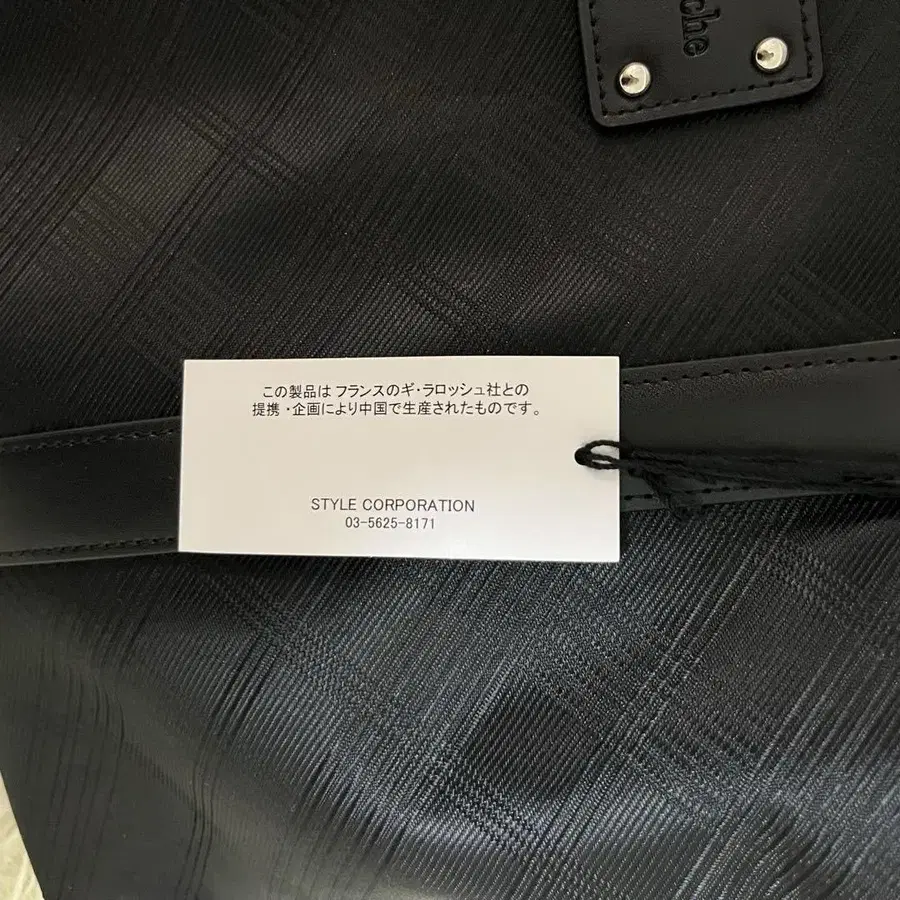 che
この製品は フランスのギ・ラロッシュ社との
提携・企画により中国で生産されたものです。
STYLE CORPORATION
03-5625-8171